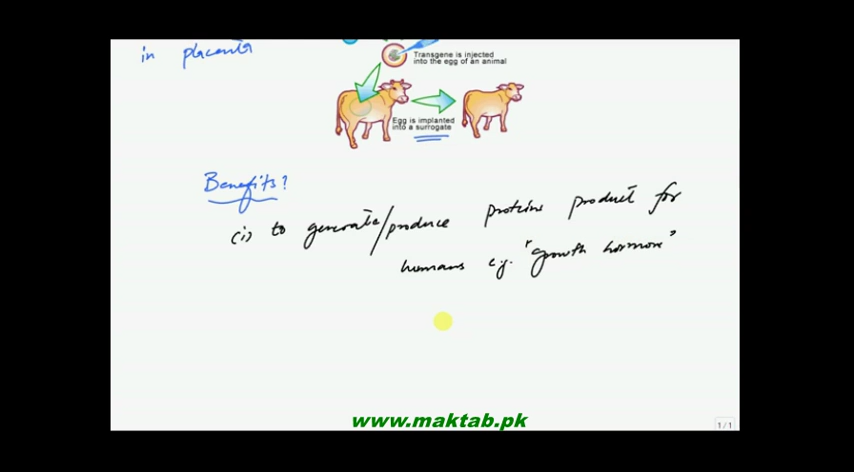 in placenta
Transgene is injected
into the egg of an animal
Egg is implanted
into a surrogate
Benefits?
(i) to generate/produce proteins product for
humans e.g. "growth hormone"
www.maktab.pk
1/1